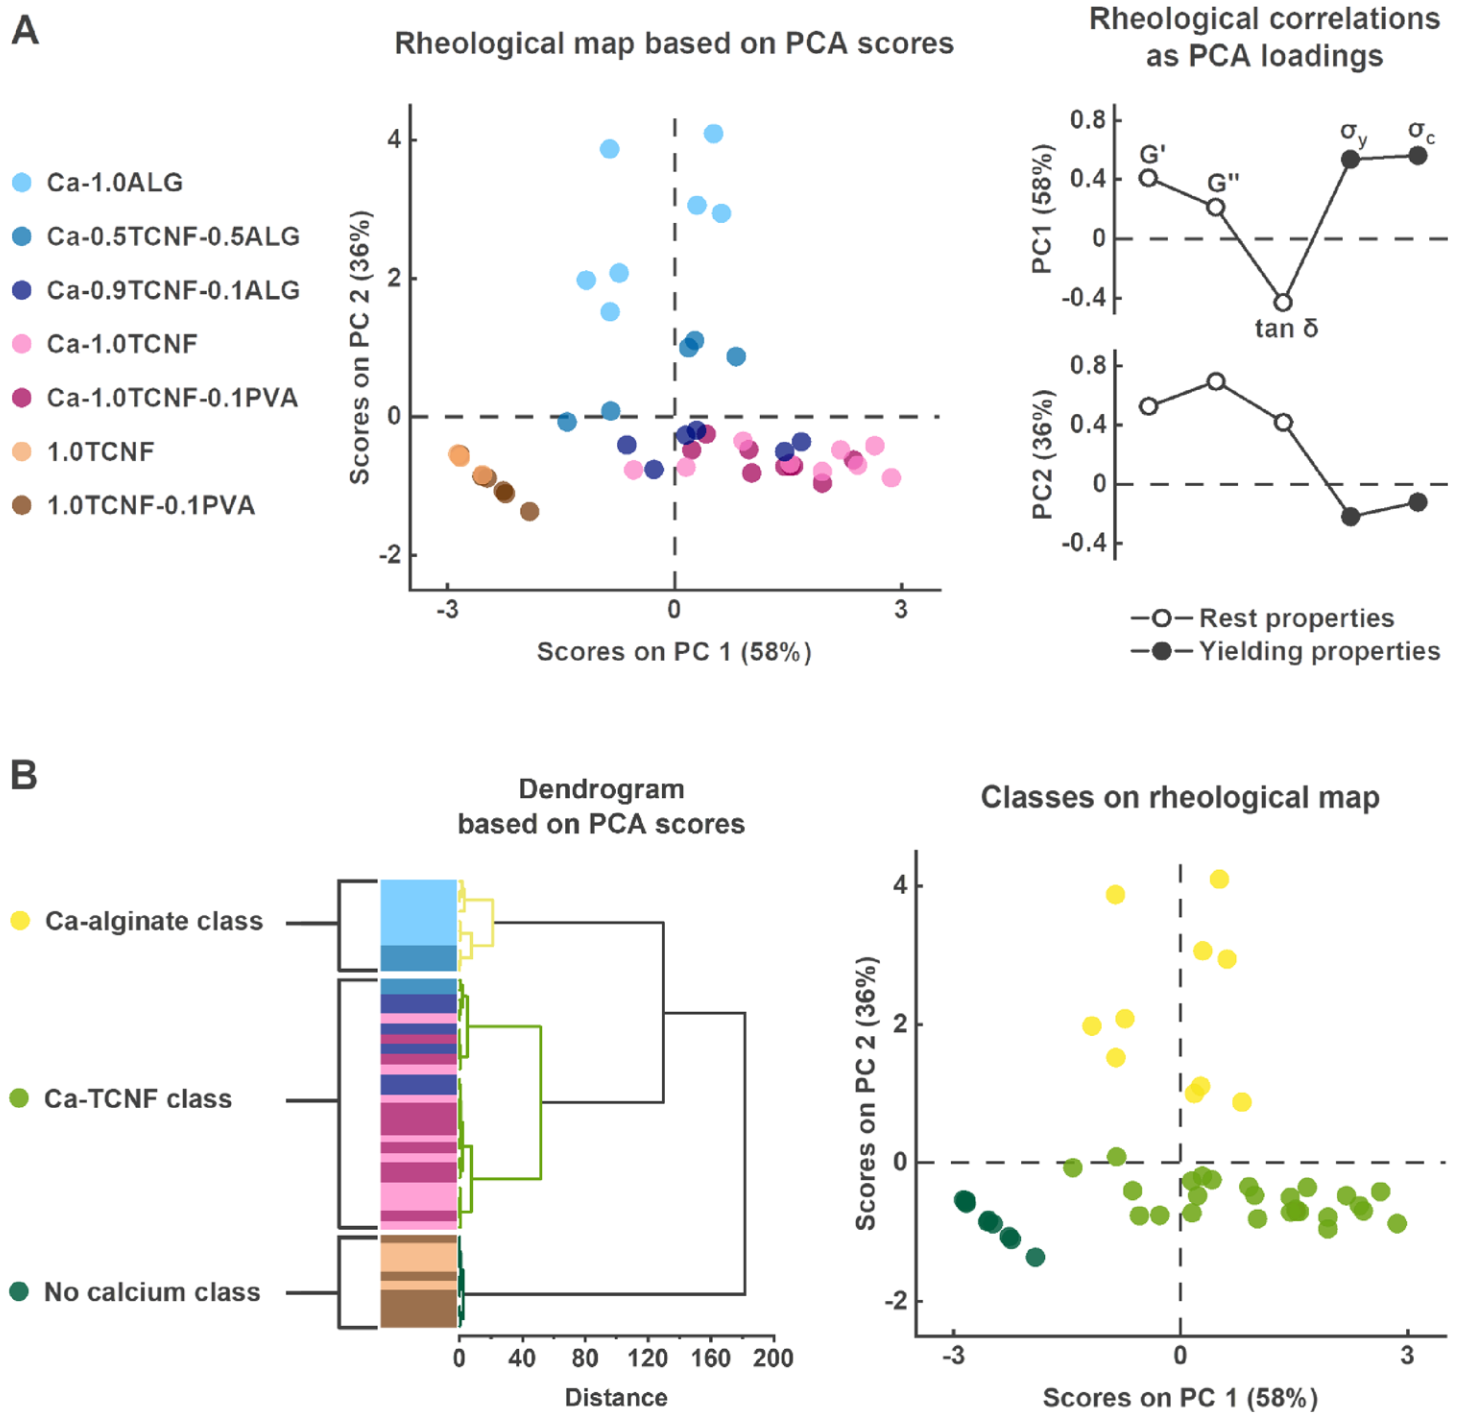 A
Rheological map based on PCA scores
Rheological correlations
as PCA loadings
Ca-1.0ALG
Ca-0.5TCNF-0.5ALG
Ca-0.9TCNF-0.1ALG
Ca-1.0TCNF
Ca-1.0TCNF-0.1PVA
1.0TCNF
1.0TCNF-0.1PVA
Scores on PC 2 (36%)
4
2
0
-2
-3
0
3
Scores on PC 1 (58%)
PC1 (58%)
0.8
0.4
0
-0.4
G'
G"
tan δ
σy
σc
PC2 (36%)
0.8
0.4
0
-0.4
Rest properties
Yielding properties
B
Dendrogram
based on PCA scores
Classes on rheological map
Ca-alginate class
Ca-TCNF class
No calcium class
0 40 80 120 160 200
Distance
Scores on PC 2 (36%)
4
2
0
-2
-3
0
3
Scores on PC 1 (58%)